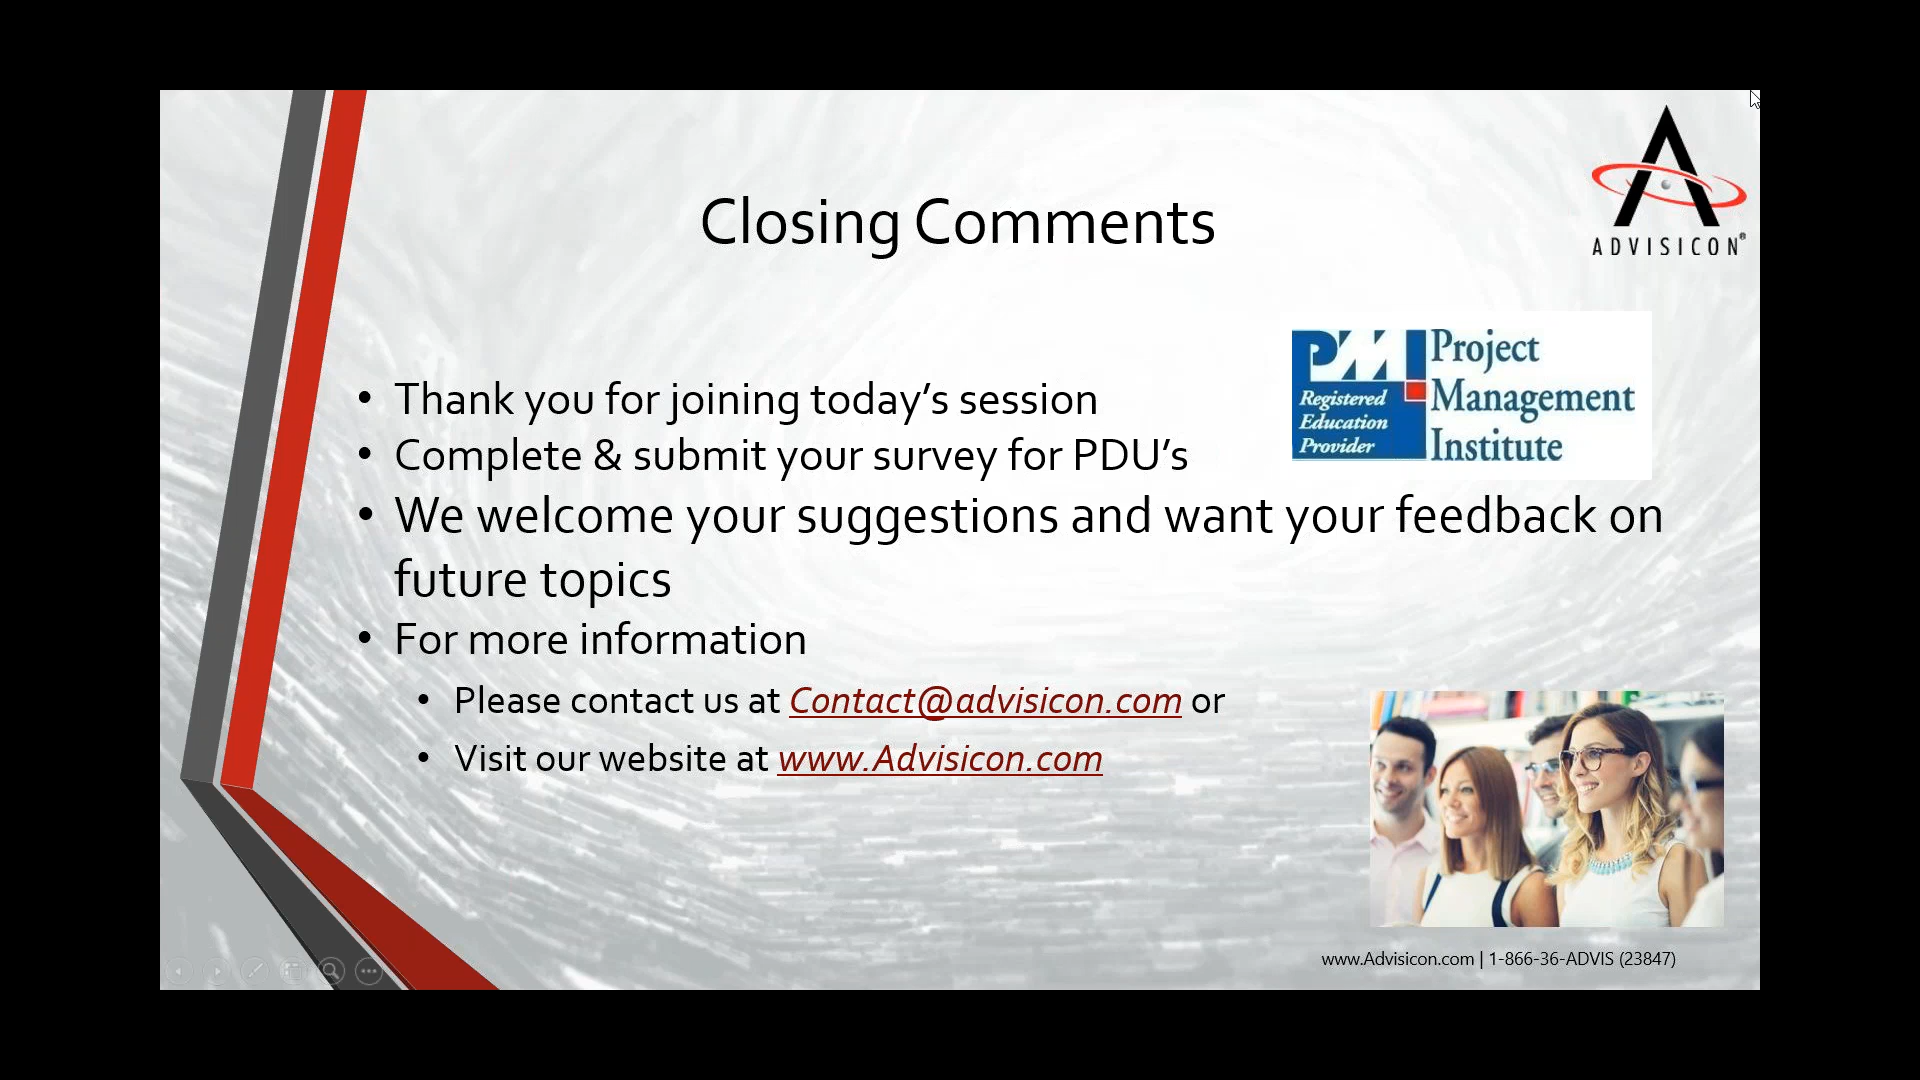 ADVISICON®
Closing Comments
PMI Project
Management
Institute
Registered
Education
Provider
• Thank you for joining today’s session
• Complete & submit your survey for PDU’s
• We welcome your suggestions and want your feedback on
future topics
• For more information
• Please contact us at Contact@advisicon.com or
• Visit our website at www.Advisicon.com
www.Advisicon.com | 1-866-36-ADVIS (23847)